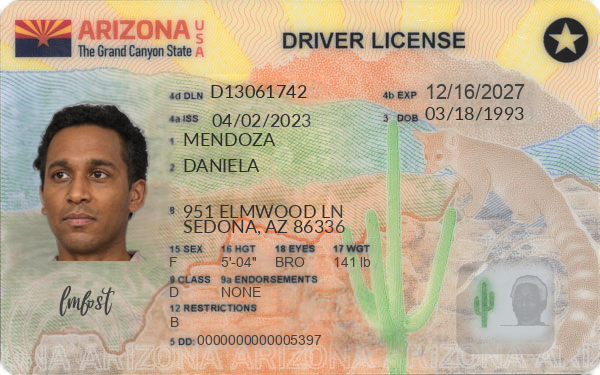 ARIZONA USA
The Grand Canyon State
DRIVER LICENSE
4d DLN D13061742
4b EXP 12/16/2027
4a ISS 04/02/2023
3 DOB 03/18/1993
1 MENDOZA
2 DANIELA
8 951 ELMWOOD LN
SEDONA, AZ 86336
15 SEX 16 HGT 18 EYES 17 WGT
F 5'-04" BRO 141 lb
9 CLASS 9a ENDORSEMENTS
D NONE
12 RESTRICTIONS
B
5 DD: 0000000000005397
ARIZONA ARIZONA ARIZONA ARIZONA